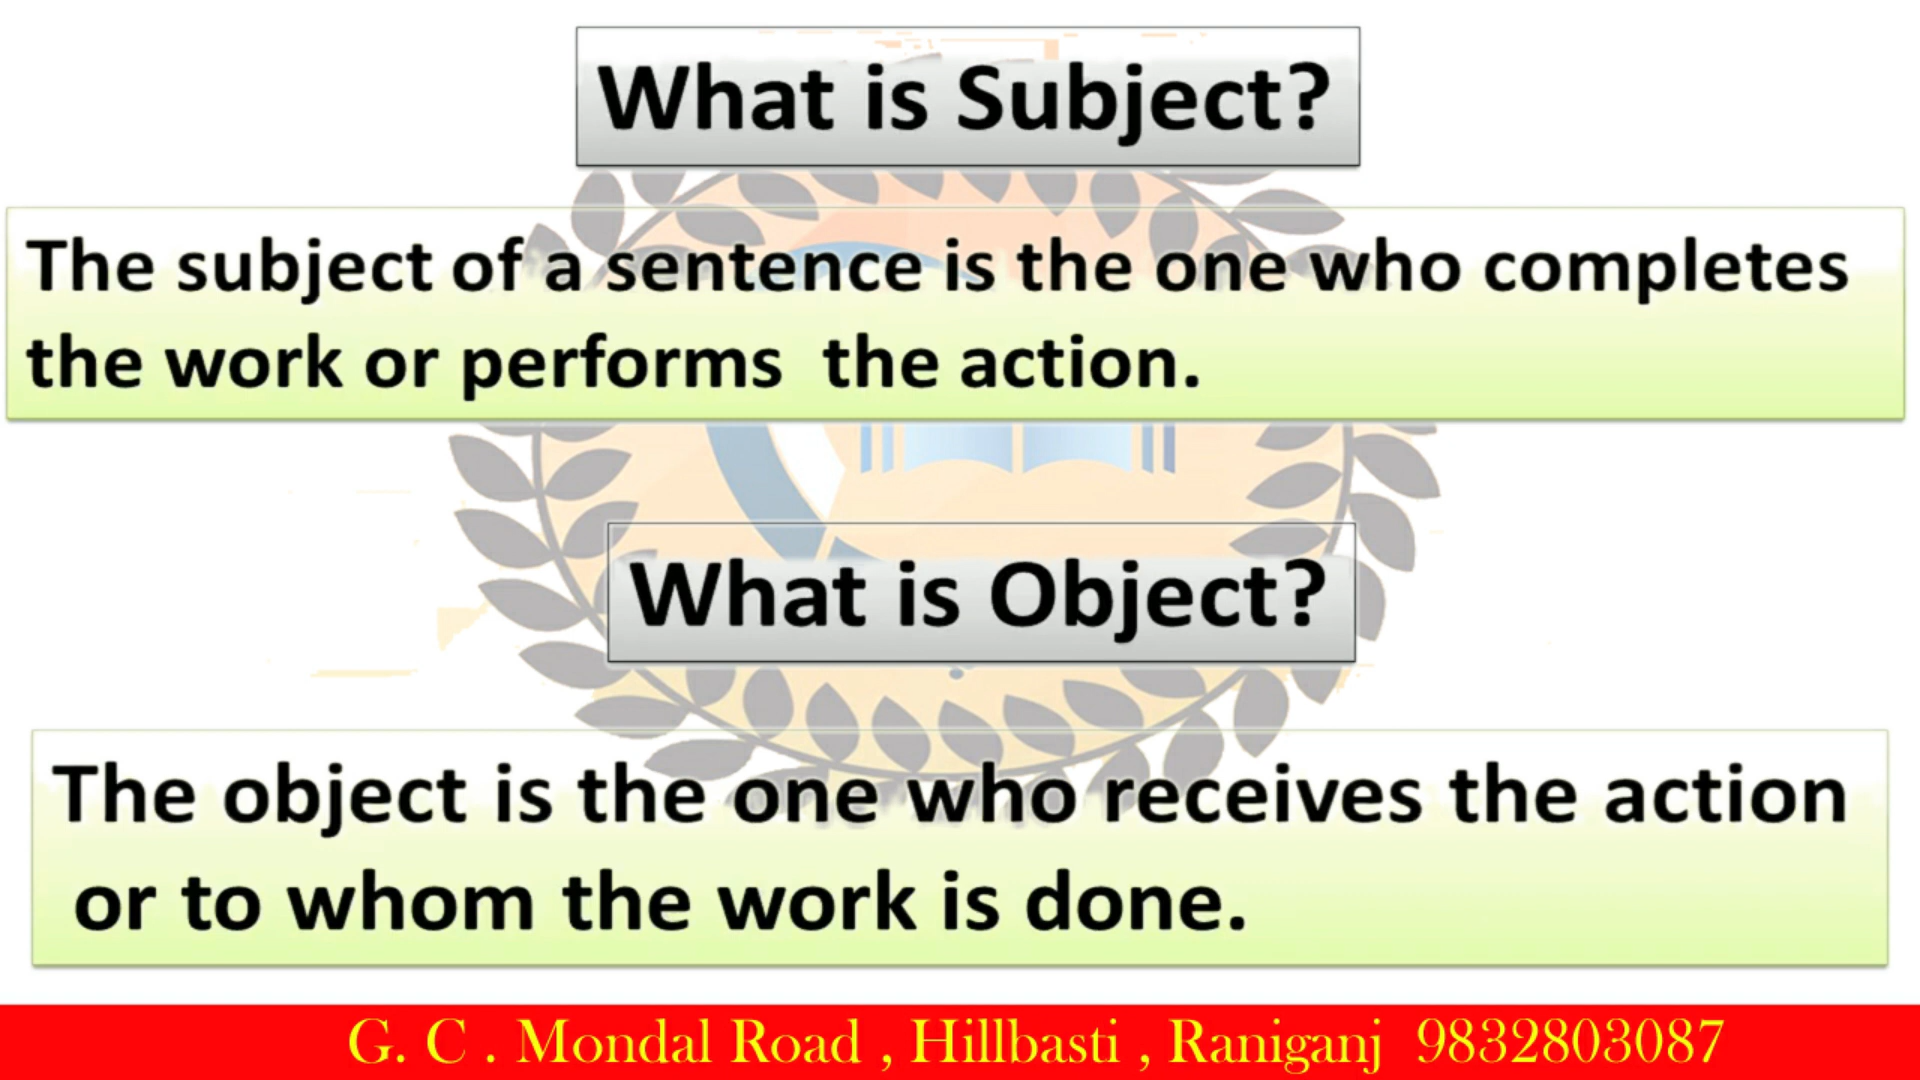 What is Subject?
The subject of a sentence is the one who completes
the work or performs the action.
What is Object?
The object is the one who receives the action
or to whom the work is done.
G. C . Mondal Road , Hillbasti , Raniganj 9832803087